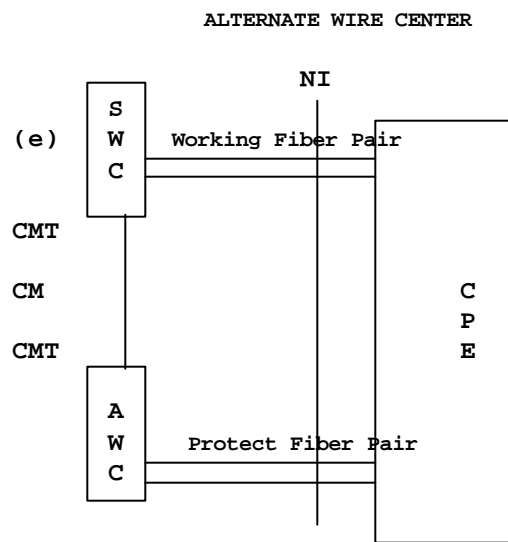 ALTERNATE WIRE CENTER
NI
S
W
C
(e)
Working Fiber Pair
CMT
CM
CMT
C
P
E
A
W
C
Protect Fiber Pair